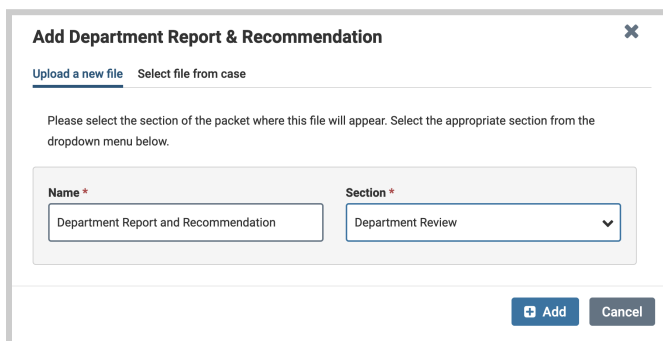 Add Department Report & Recommendation
Upload a new file Select file from case
Please select the section of the packet where this file will appear. Select the appropriate section from the
dropdown menu below.
Name * Section *
Department Report and Recommendation Department Review
Add Cancel